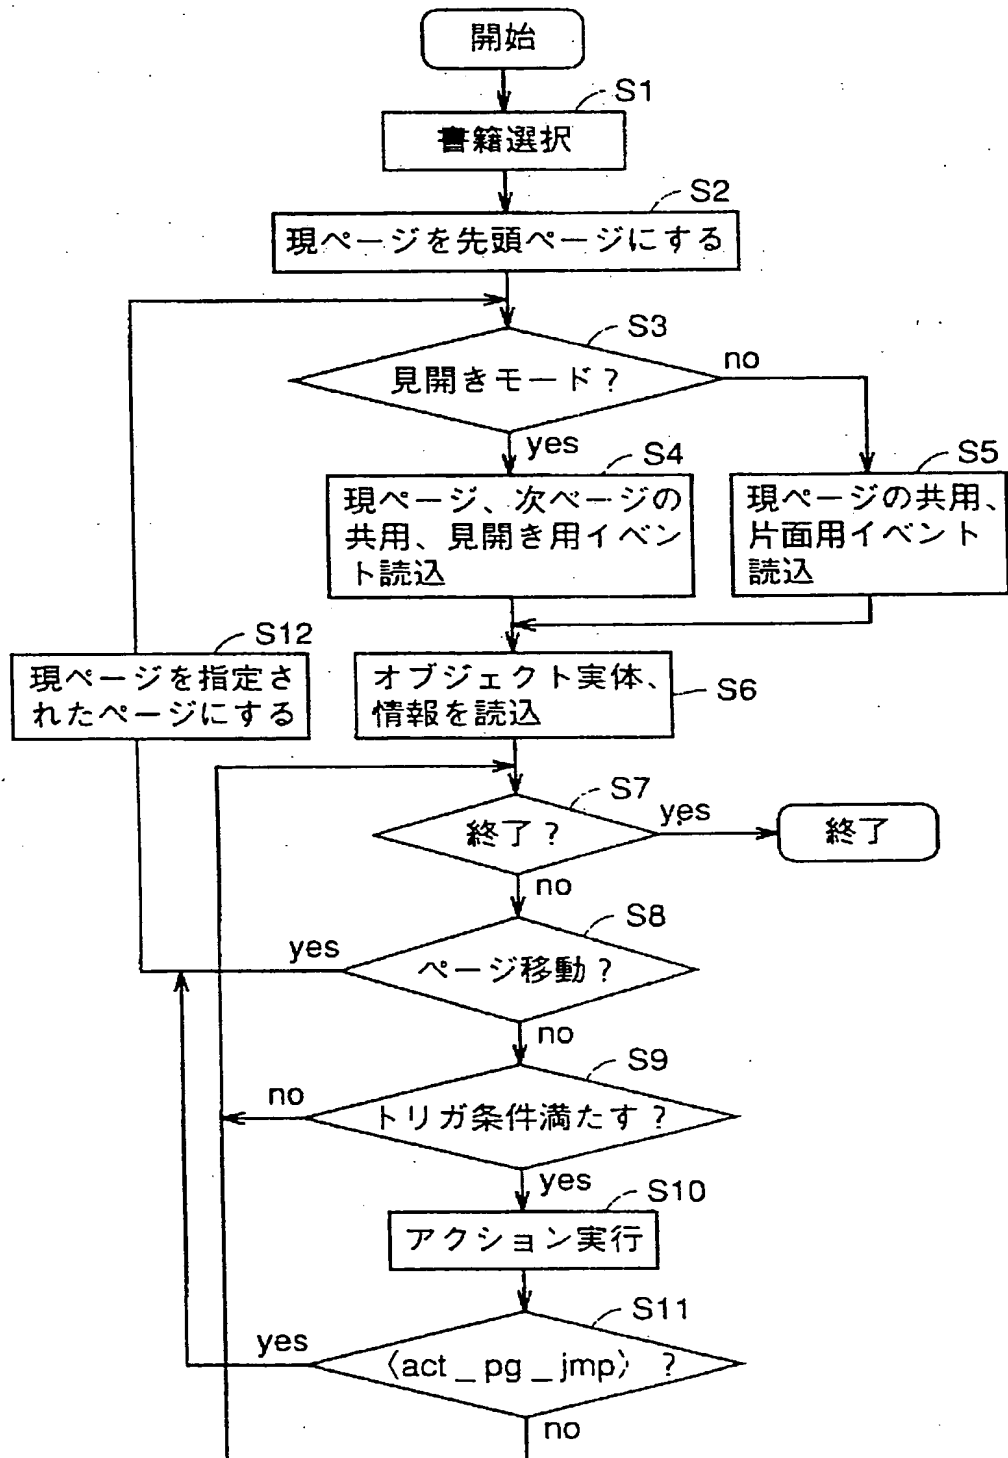 開始
S1
書籍選択
S2
現ページを先頭ページにする
S3
見開きモード?
no
yes
S4
現ページ、次ページの
共用、見開き用イベン
ト読込
S5
現ページの共用、
片面用イベント
読込
S12
現ページを指定さ
れたページにする
オブジェクト実体、
情報を読込
S6
S7
終了?
yes
終了
no
S8
yes
ページ移動?
no
S9
no
トリガ条件満たす?
yes
S10
アクション実行
S11
yes
〈act_pg_jmp〉?
no